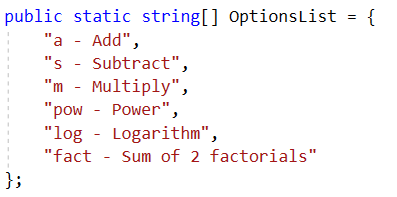 public static string[] OptionsList = {
    "a - Add",
    "s - Subtract",
    "m - Multiply",
    "pow - Power",
    "log - Logarithm",
    "fact - Sum of 2 factorials"
};